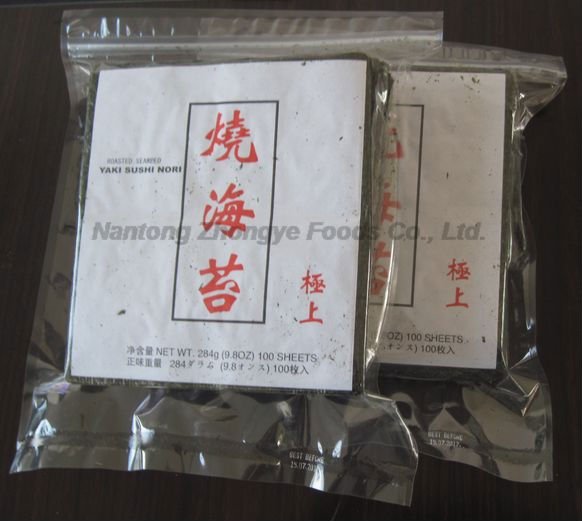 ROASTED SEAWEED
YAKI SUSHI NORI
燒海苔
極上
净含量 NET WT. 284g (9.8OZ) 100 SHEETS
正味重量 284ダラム (9.8オンス) 100枚入
BEST BEFORE
15.07.2017
極上
OZ) 100 SHEETS
オンス) 100枚入
BEST BEFORE
15.07.2017
Nantong Zhongye Foods Co., Ltd.